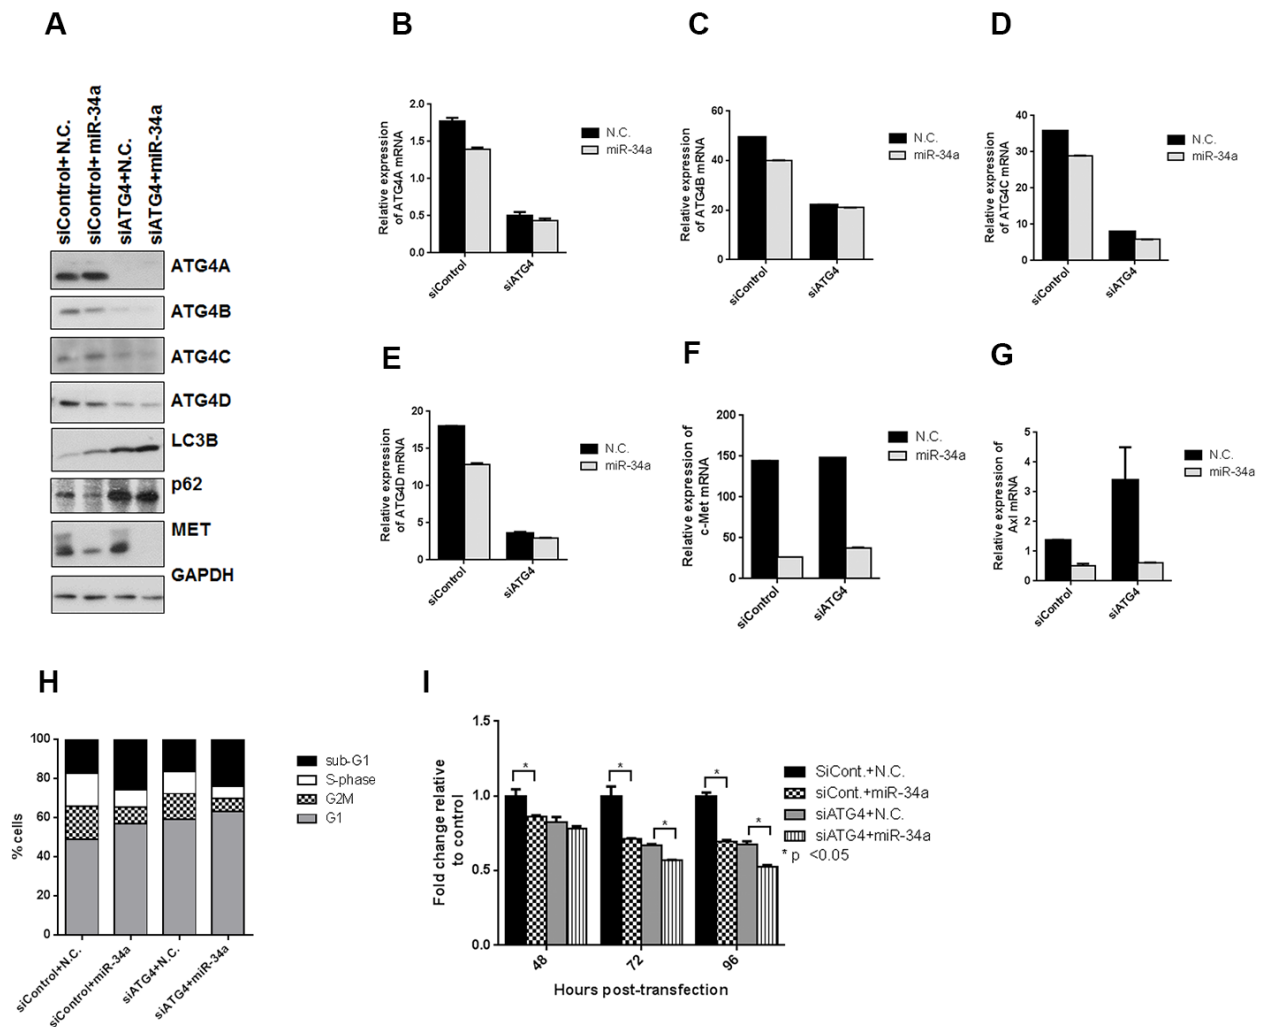 A
siControl+N.C.
siControl+miR-34a
siATG4+N.C.
siATG4+miR-34a
ATG4A
ATG4B
ATG4C
ATG4D
LC3B
p62
MET
GAPDH
B
Relative expression
of ATG4A mRNA
2.0
1.5
1.0
0.5
0.0
siControl
siATG4
N.C.
miR-34a
C
Relative expression
of ATG4B mRNA
60
40
20
0
siControl
siATG4
N.C.
miR-34a
D
Relative expression
of ATG4C mRNA
40
30
20
10
0
siControl
siATG4
N.C.
miR-34a
E
Relative expression
of ATG4D mRNA
20
15
10
5
0
siControl
siATG4
N.C.
miR-34a
F
Relative expression of
c-Met mRNA
200
150
100
50
0
siControl
siATG4
N.C.
miR-34a
G
Relative expression of
Axl mRNA
5
4
3
2
1
0
siControl
siATG4
N.C.
miR-34a
H
% cells
100
80
60
40
20
0
siControl+N.C.
siControl+miR-34a
siATG4+N.C.
siATG4+miR-34a
sub-G1
S-phase
G2M
G1
I
Fold change relative
to control
1.5
1.0
0.5
0.0
*
*
*
*
*
48
72
96
Hours post-transfection
SiCont.+N.C.
siCont.+miR-34a
siATG4+N.C.
siATG4+miR-34a
* p <0.05